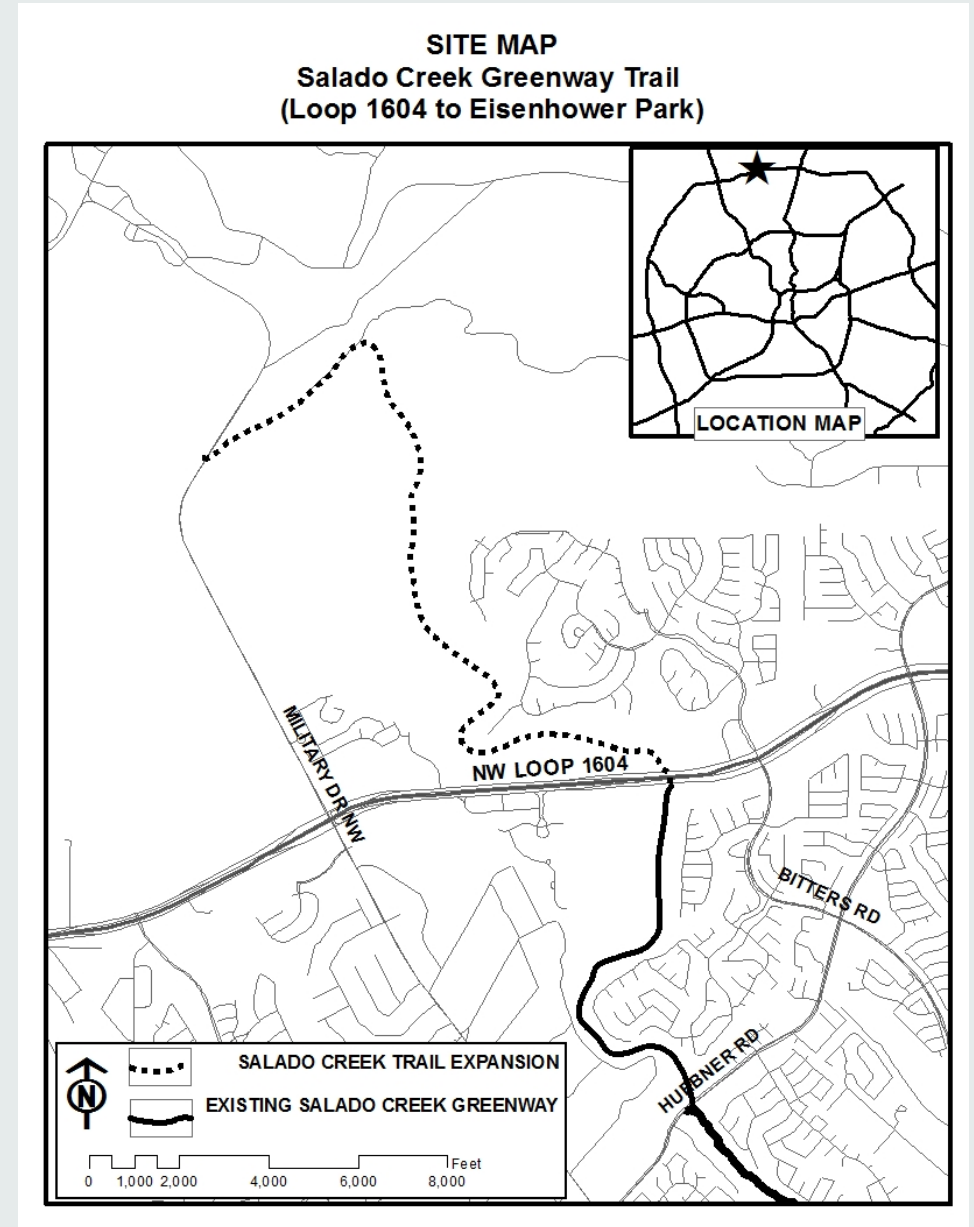 SITE MAP
Salado Creek Greenway Trail
(Loop 1604 to Eisenhower Park)
LOCATION MAP
MILITARY DR NW
NW LOOP 1604
BITTERS RD
HUEBNER RD
N
SALADO CREEK TRAIL EXPANSION
EXISTING SALADO CREEK GREENWAY
Feet
0 1,000 2,000 4,000 6,000 8,000